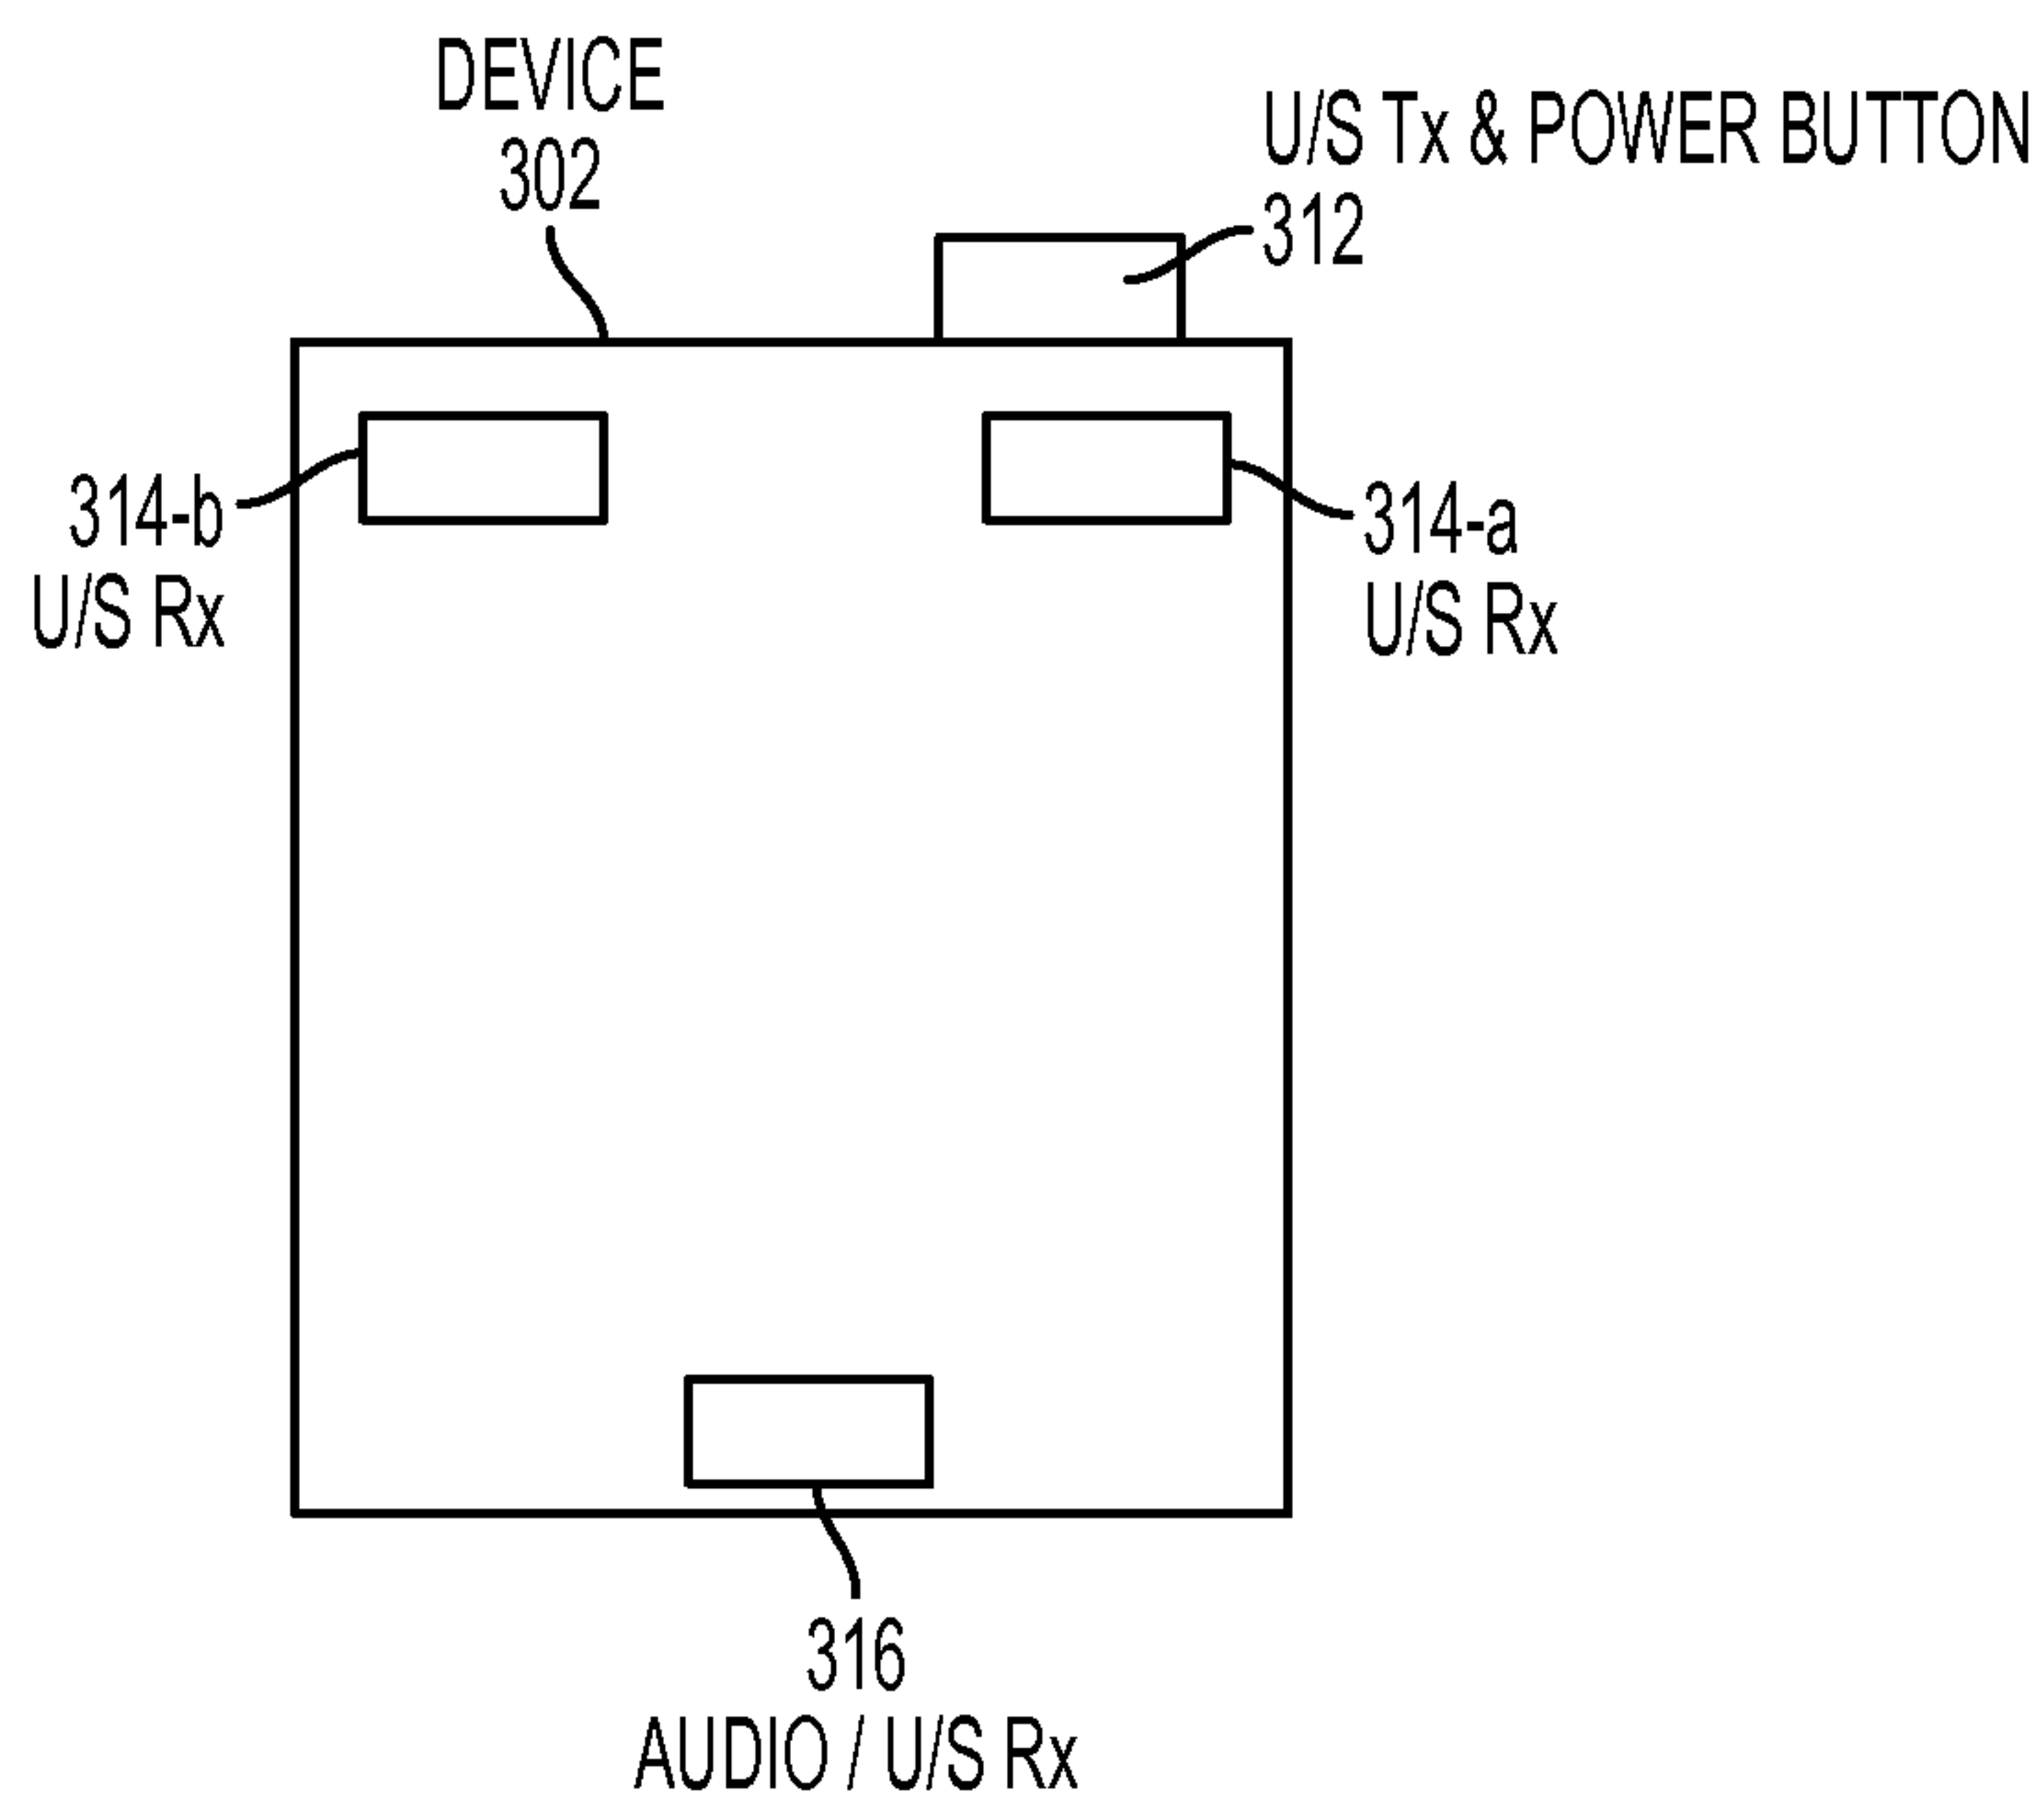 DEVICE
302
U/S Tx & POWER BUTTON
312
314-b
U/S Rx
314-a
U/S Rx
316
AUDIO / U/S Rx